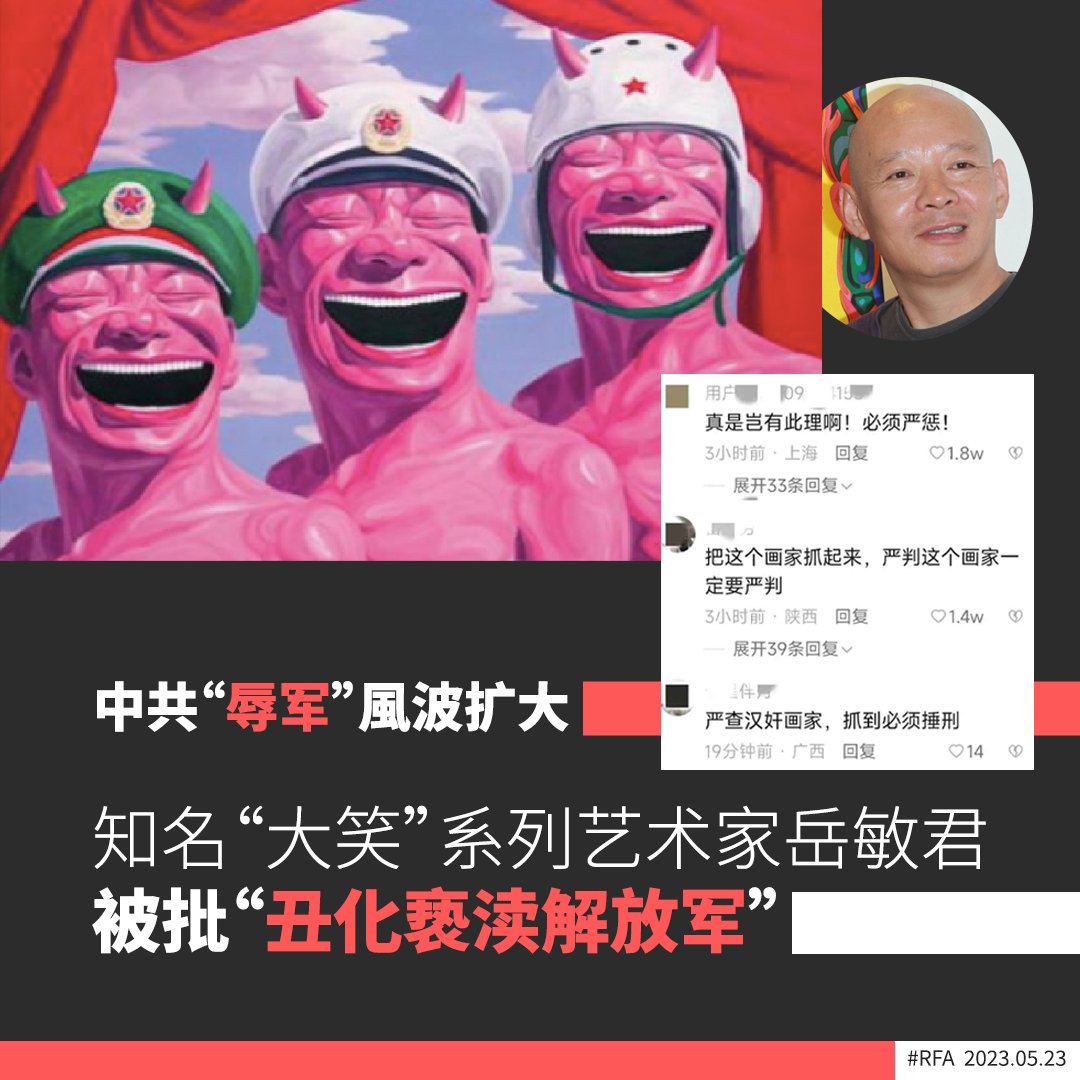 用户 09 15
真是岂有此理啊！必须严惩！
3小时前 · 上海 回复 1.8w
展开33条回复
把这个画家抓起来，严判这个画家一
定要严判
3小时前 · 陕西 回复 1.4w
展开39条回复
严查汉奸画家，抓到必须捶刑
19分钟前 · 广西 回复 14
中共“辱军”風波扩大
知名“大笑”系列艺术家岳敏君
被批“丑化亵渎解放军”
#RFA 2023.05.23